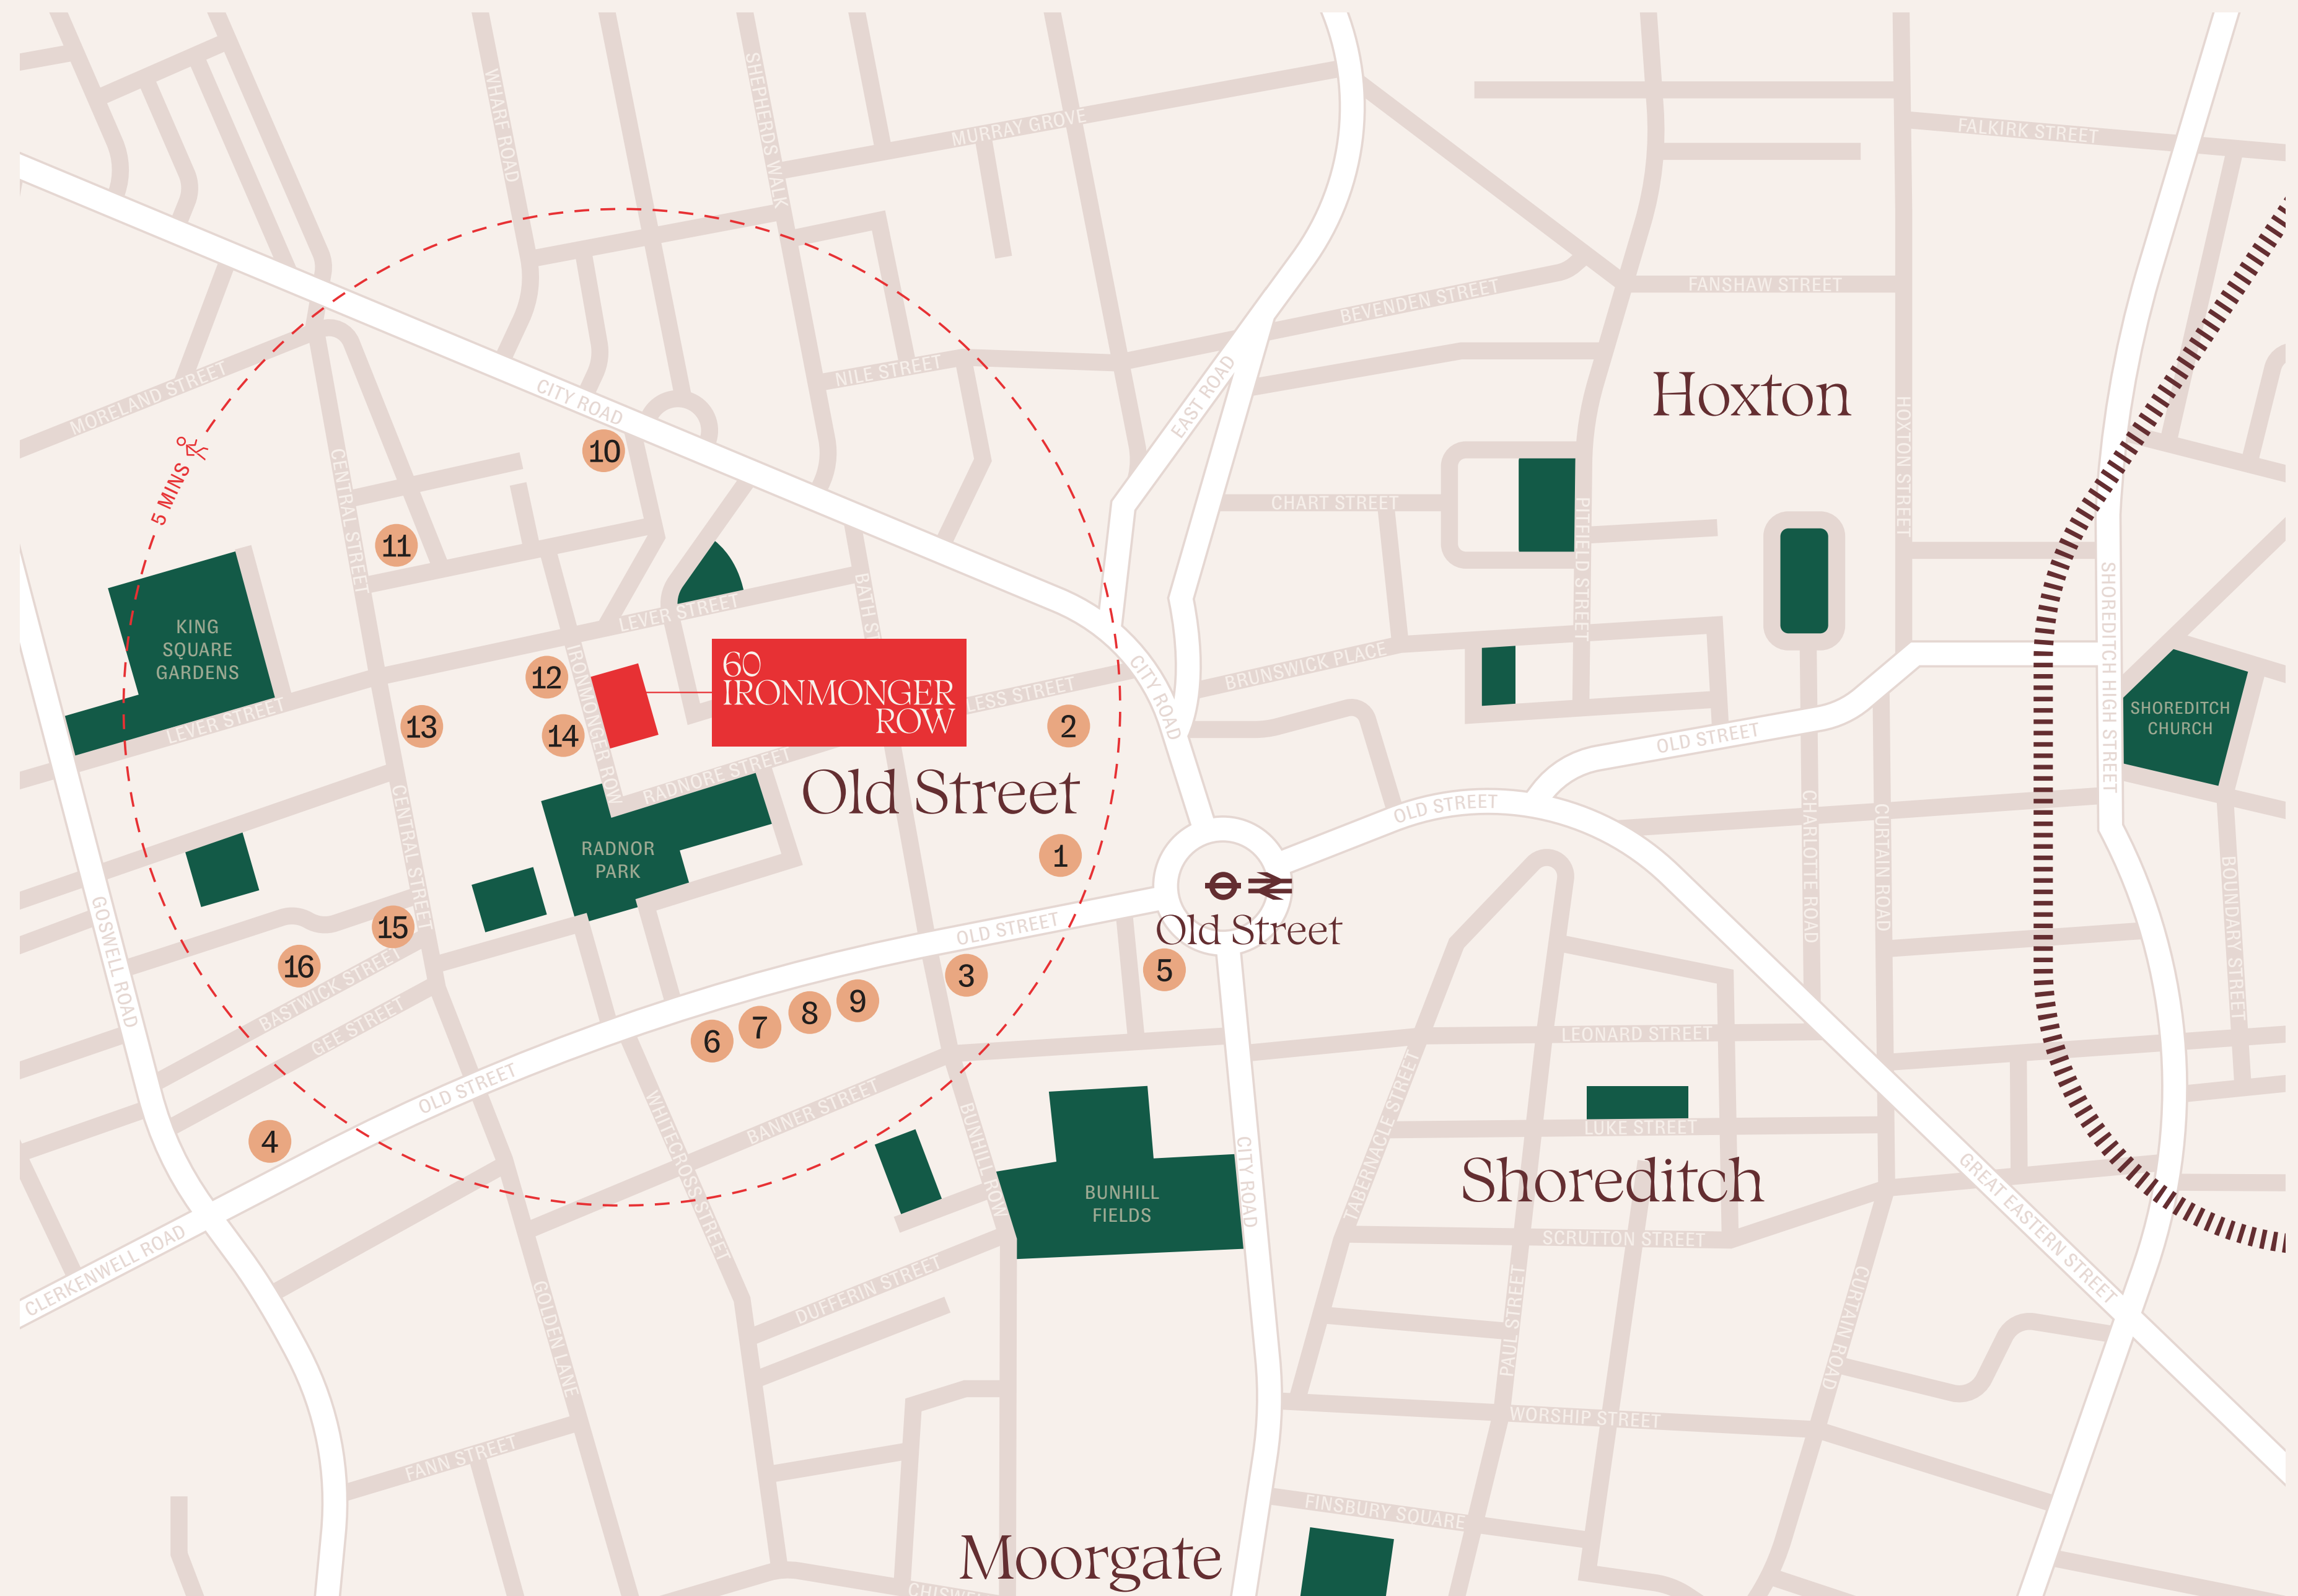 WHARF ROAD
SHEPHERDS WALK
MURRAY GROVE
FALKIRK STREET
FANSHAW STREET
BEVENDEN STREET
NILE STREET
MORELAND STREET
CITY ROAD
EAST ROAD
Hoxton
HOXTON STREET
5 MINS
CENTRAL STREET
10
11
CHART STREET
PITFIELD STREET
SHOREDITCH HIGH STREET
KING
SQUARE
GARDENS
LEVER STREET
BATH ST
IRONMONGER ROW
12
60
IRONMONGER
ROW
LESS STREET
CITY ROAD
BRUNSWICK PLACE
13
14
2
LEVER STREET
OLD STREET
SHOREDITCH
CHURCH
RADNORE STREET
Old Street
OLD STREET
CENTRAL STREET
RADNOR
PARK
1
CHARLOTTE ROAD
CURTAIN ROAD
BOUNDARY STREET
Old Street
OLD STREET
GOSWELL ROAD
15
16
3
5
BASTWICK STREET
GEE STREET
6
7
8
9
LEONARD STREET
OLD STREET
WHITECROSS STREET
BANNER STREET
BUNHILL ROW
TABERNACLE STREET
LUKE STREET
4
BUNHILL
FIELDS
CITY ROAD
Shoreditch
GREAT EASTERN STREET
SCRUTTON STREET
CLERKENWELL ROAD
DUFFERIN STREET
GOLDEN LANE
PAUL STREET
CURTAIN ROAD
WORSHIP STREET
FANN STREET
FINSBURY SQUARE
Moorgate
CHISWE